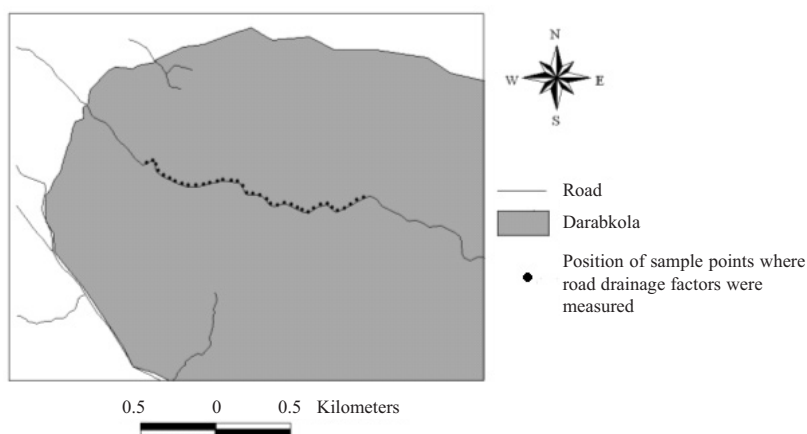 N
W E
S
Road
Darabkola
Position of sample points where
road drainage factors were
measured
0.5 0 0.5 Kilometers